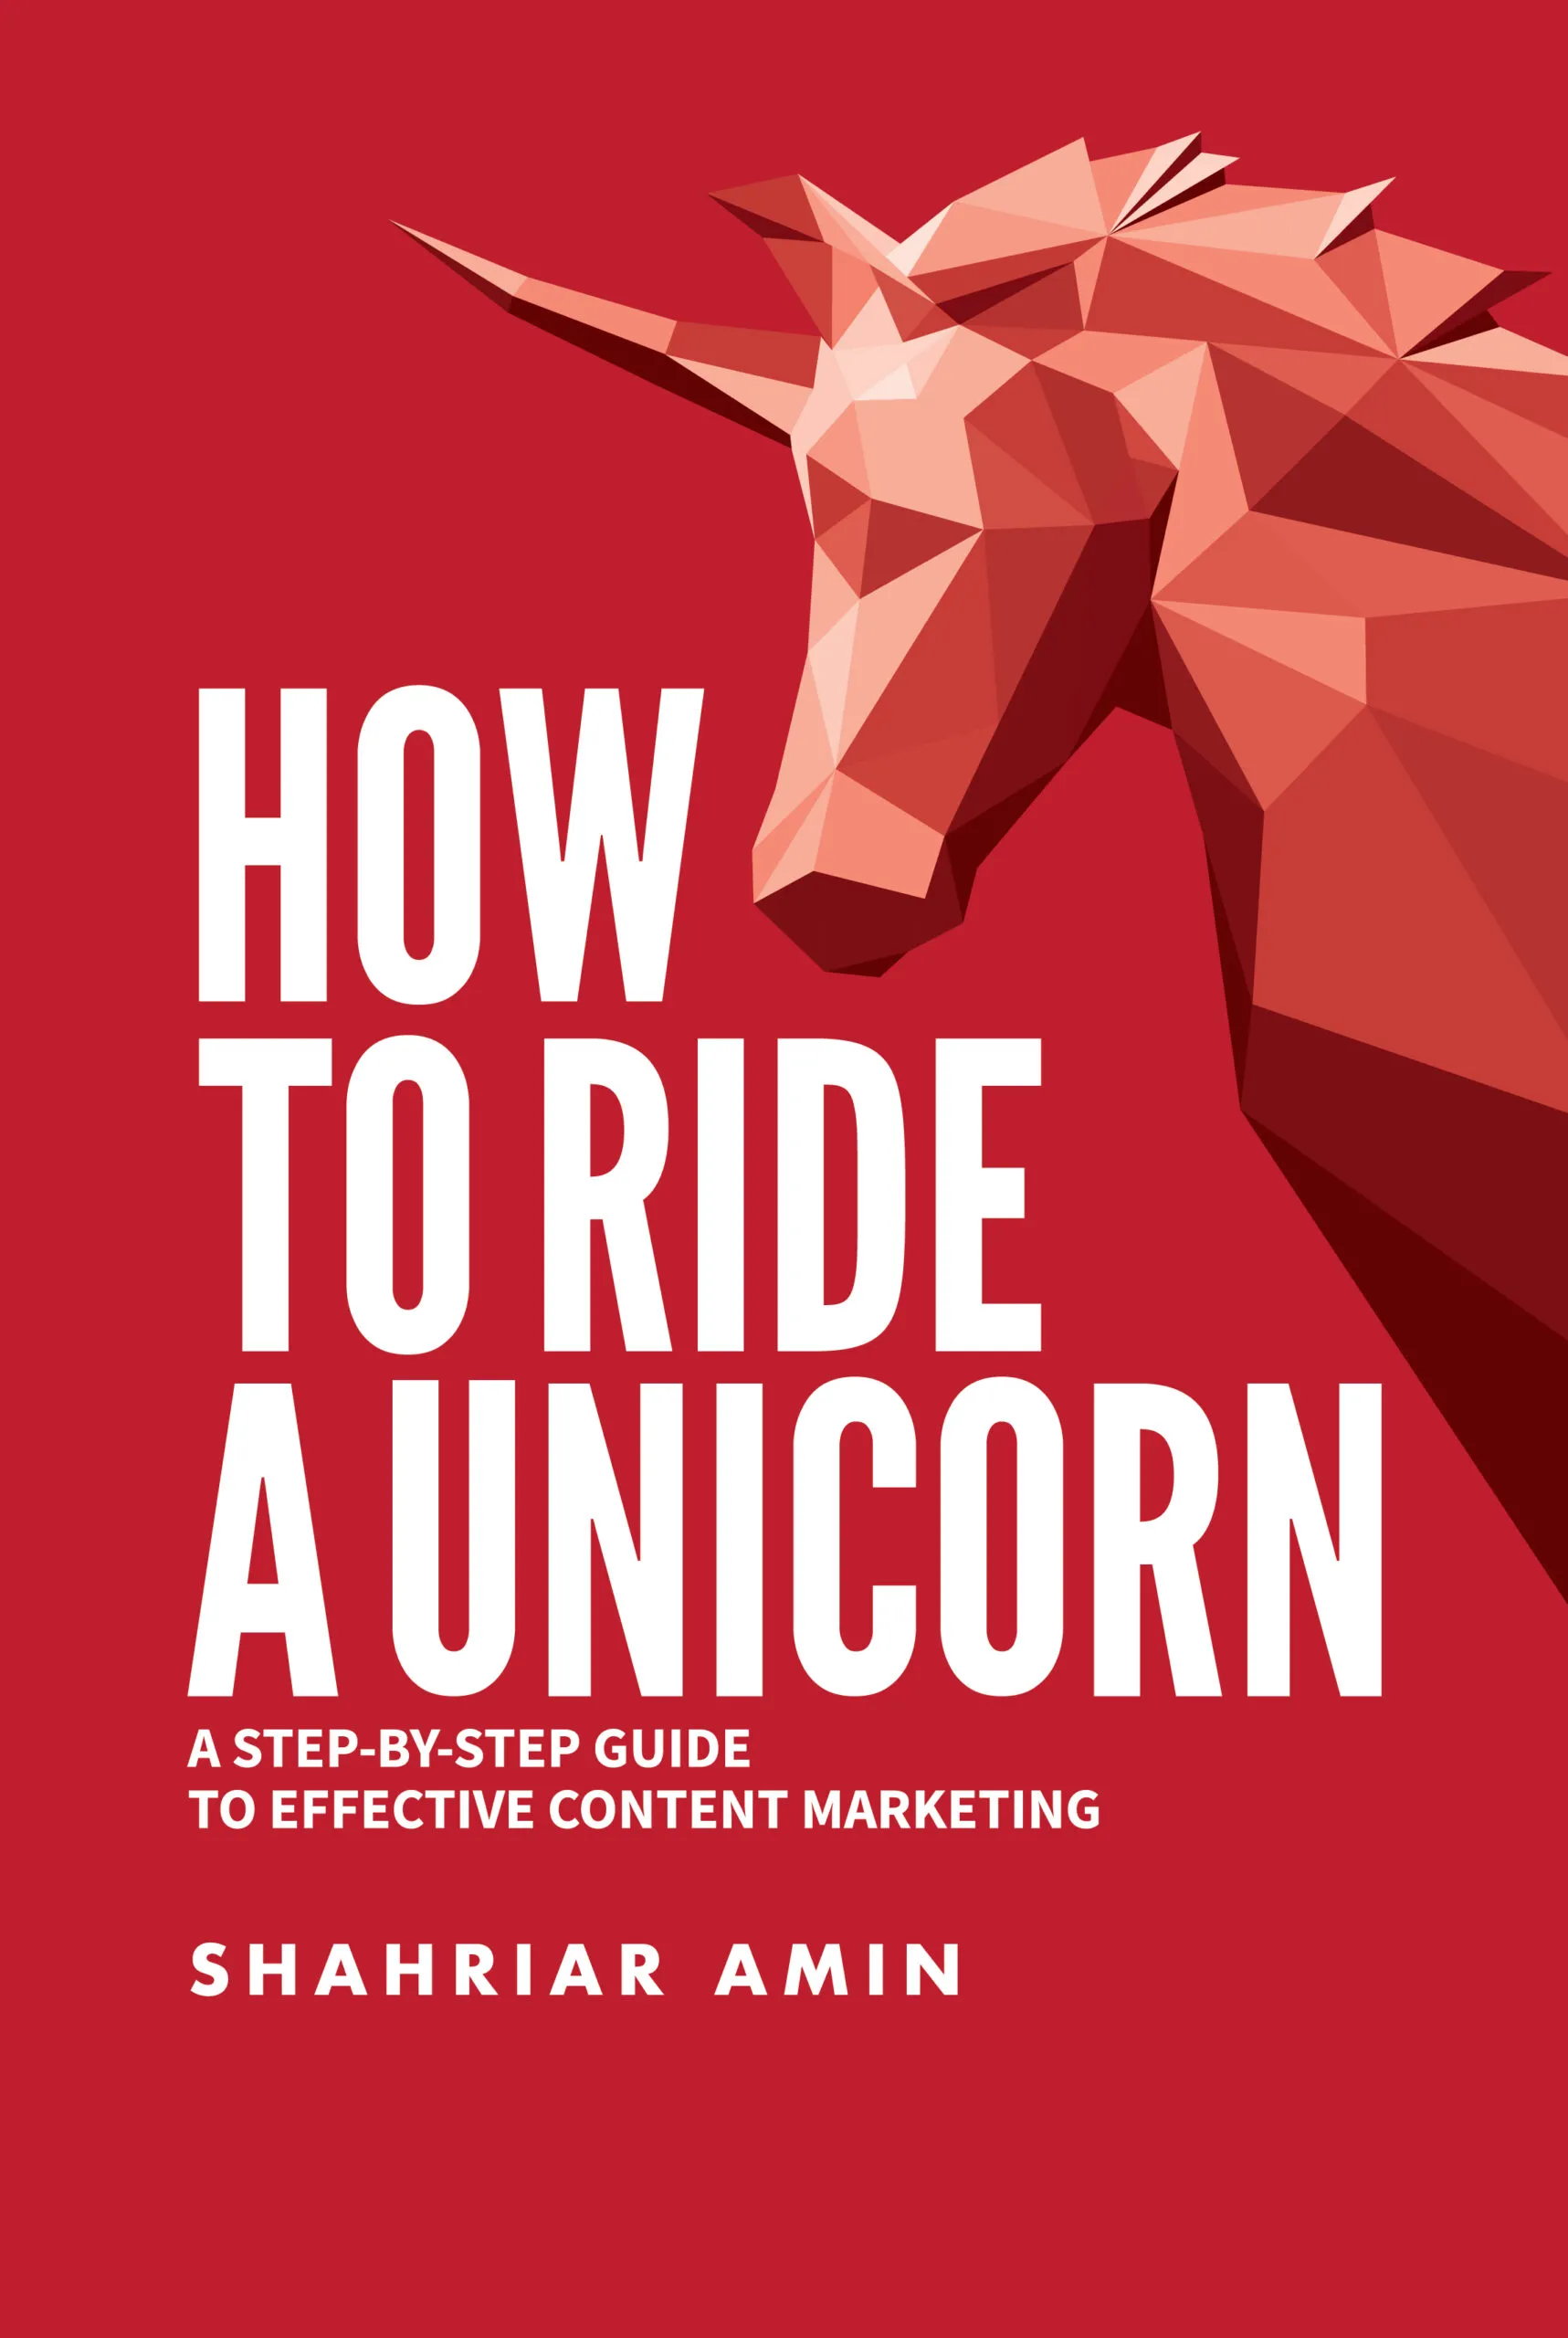 HOW
TO RIDE
A UNICORN
A STEP-BY-STEP GUIDE
TO EFFECTIVE CONTENT MARKETING
SHAHRIAR AMIN